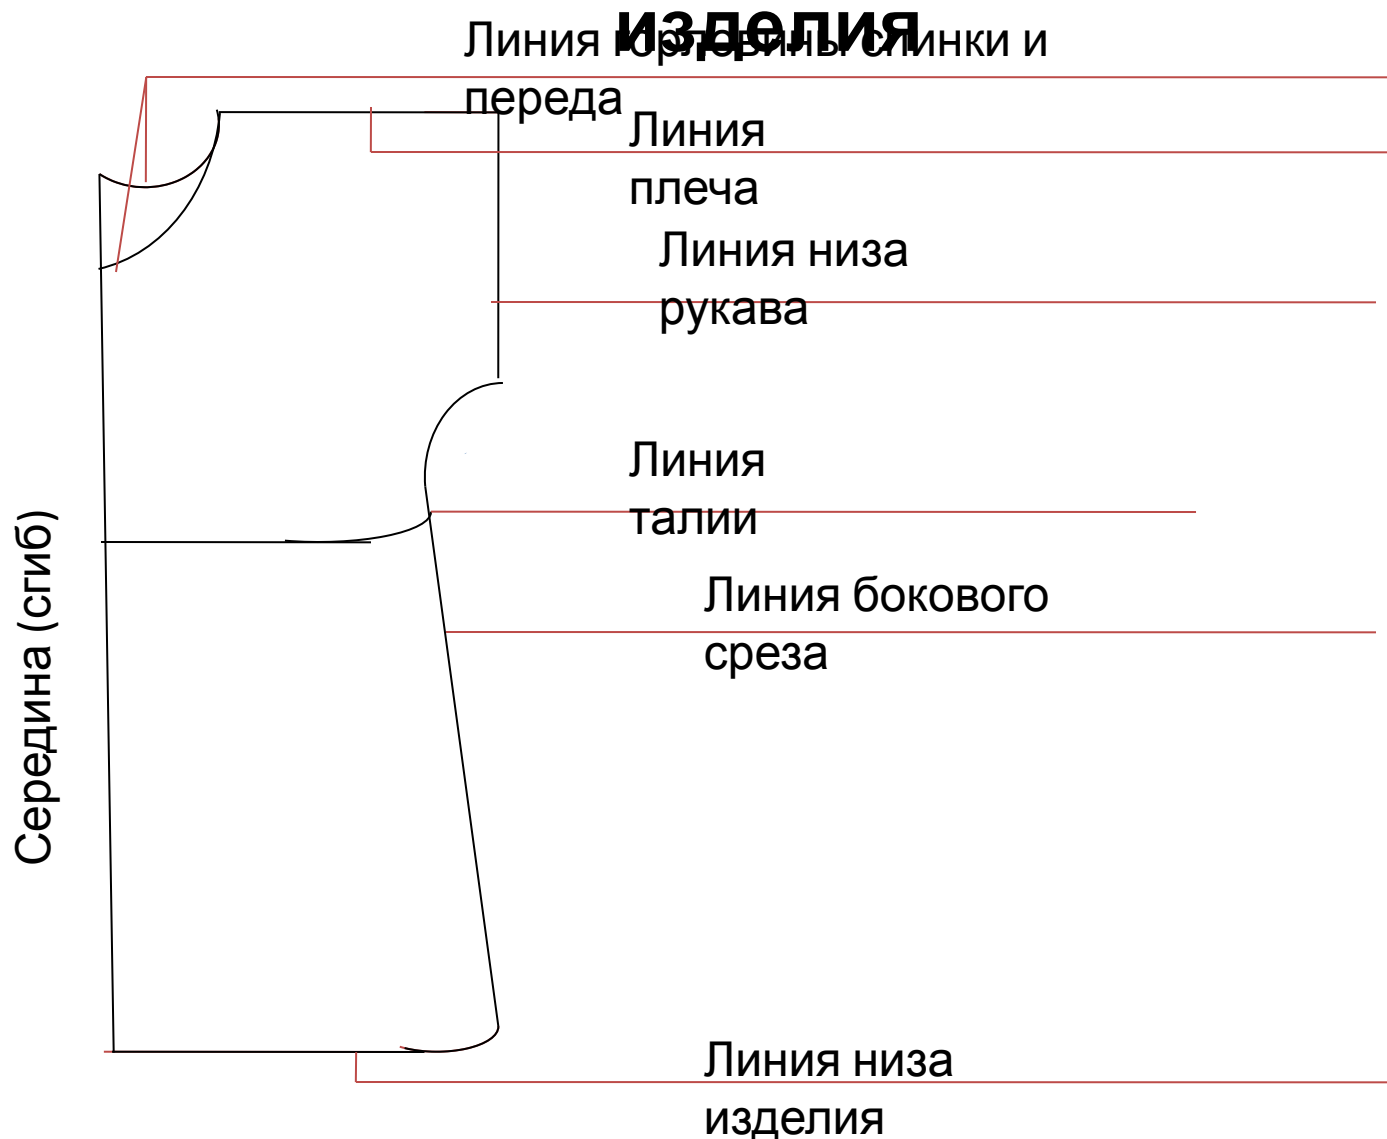 изделия
Линия горловины спинки и
переда
Линия
плеча
Линия низа
рукава
Линия
талии
Линия бокового
среза
Середина (сгиб)
Линия низа
изделия